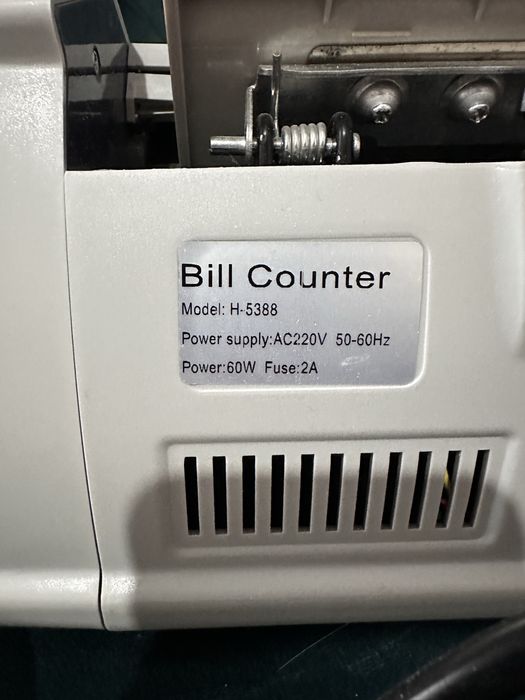 Bill Counter
Model: H-5388
Power supply:AC220V 50-60Hz
Power:60W Fuse:2A